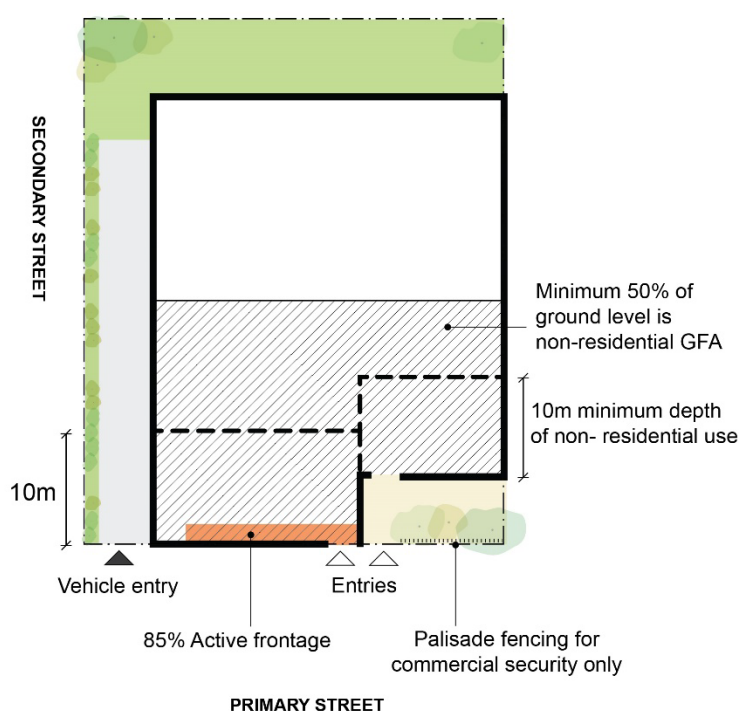 SECONDARY STREET
Minimum 50% of
ground level is
non-residential GFA
10m minimum depth
of non- residential use
10m
Vehicle entry
Entries
85% Active frontage
Palisade fencing for
commercial security only
PRIMARY STREET